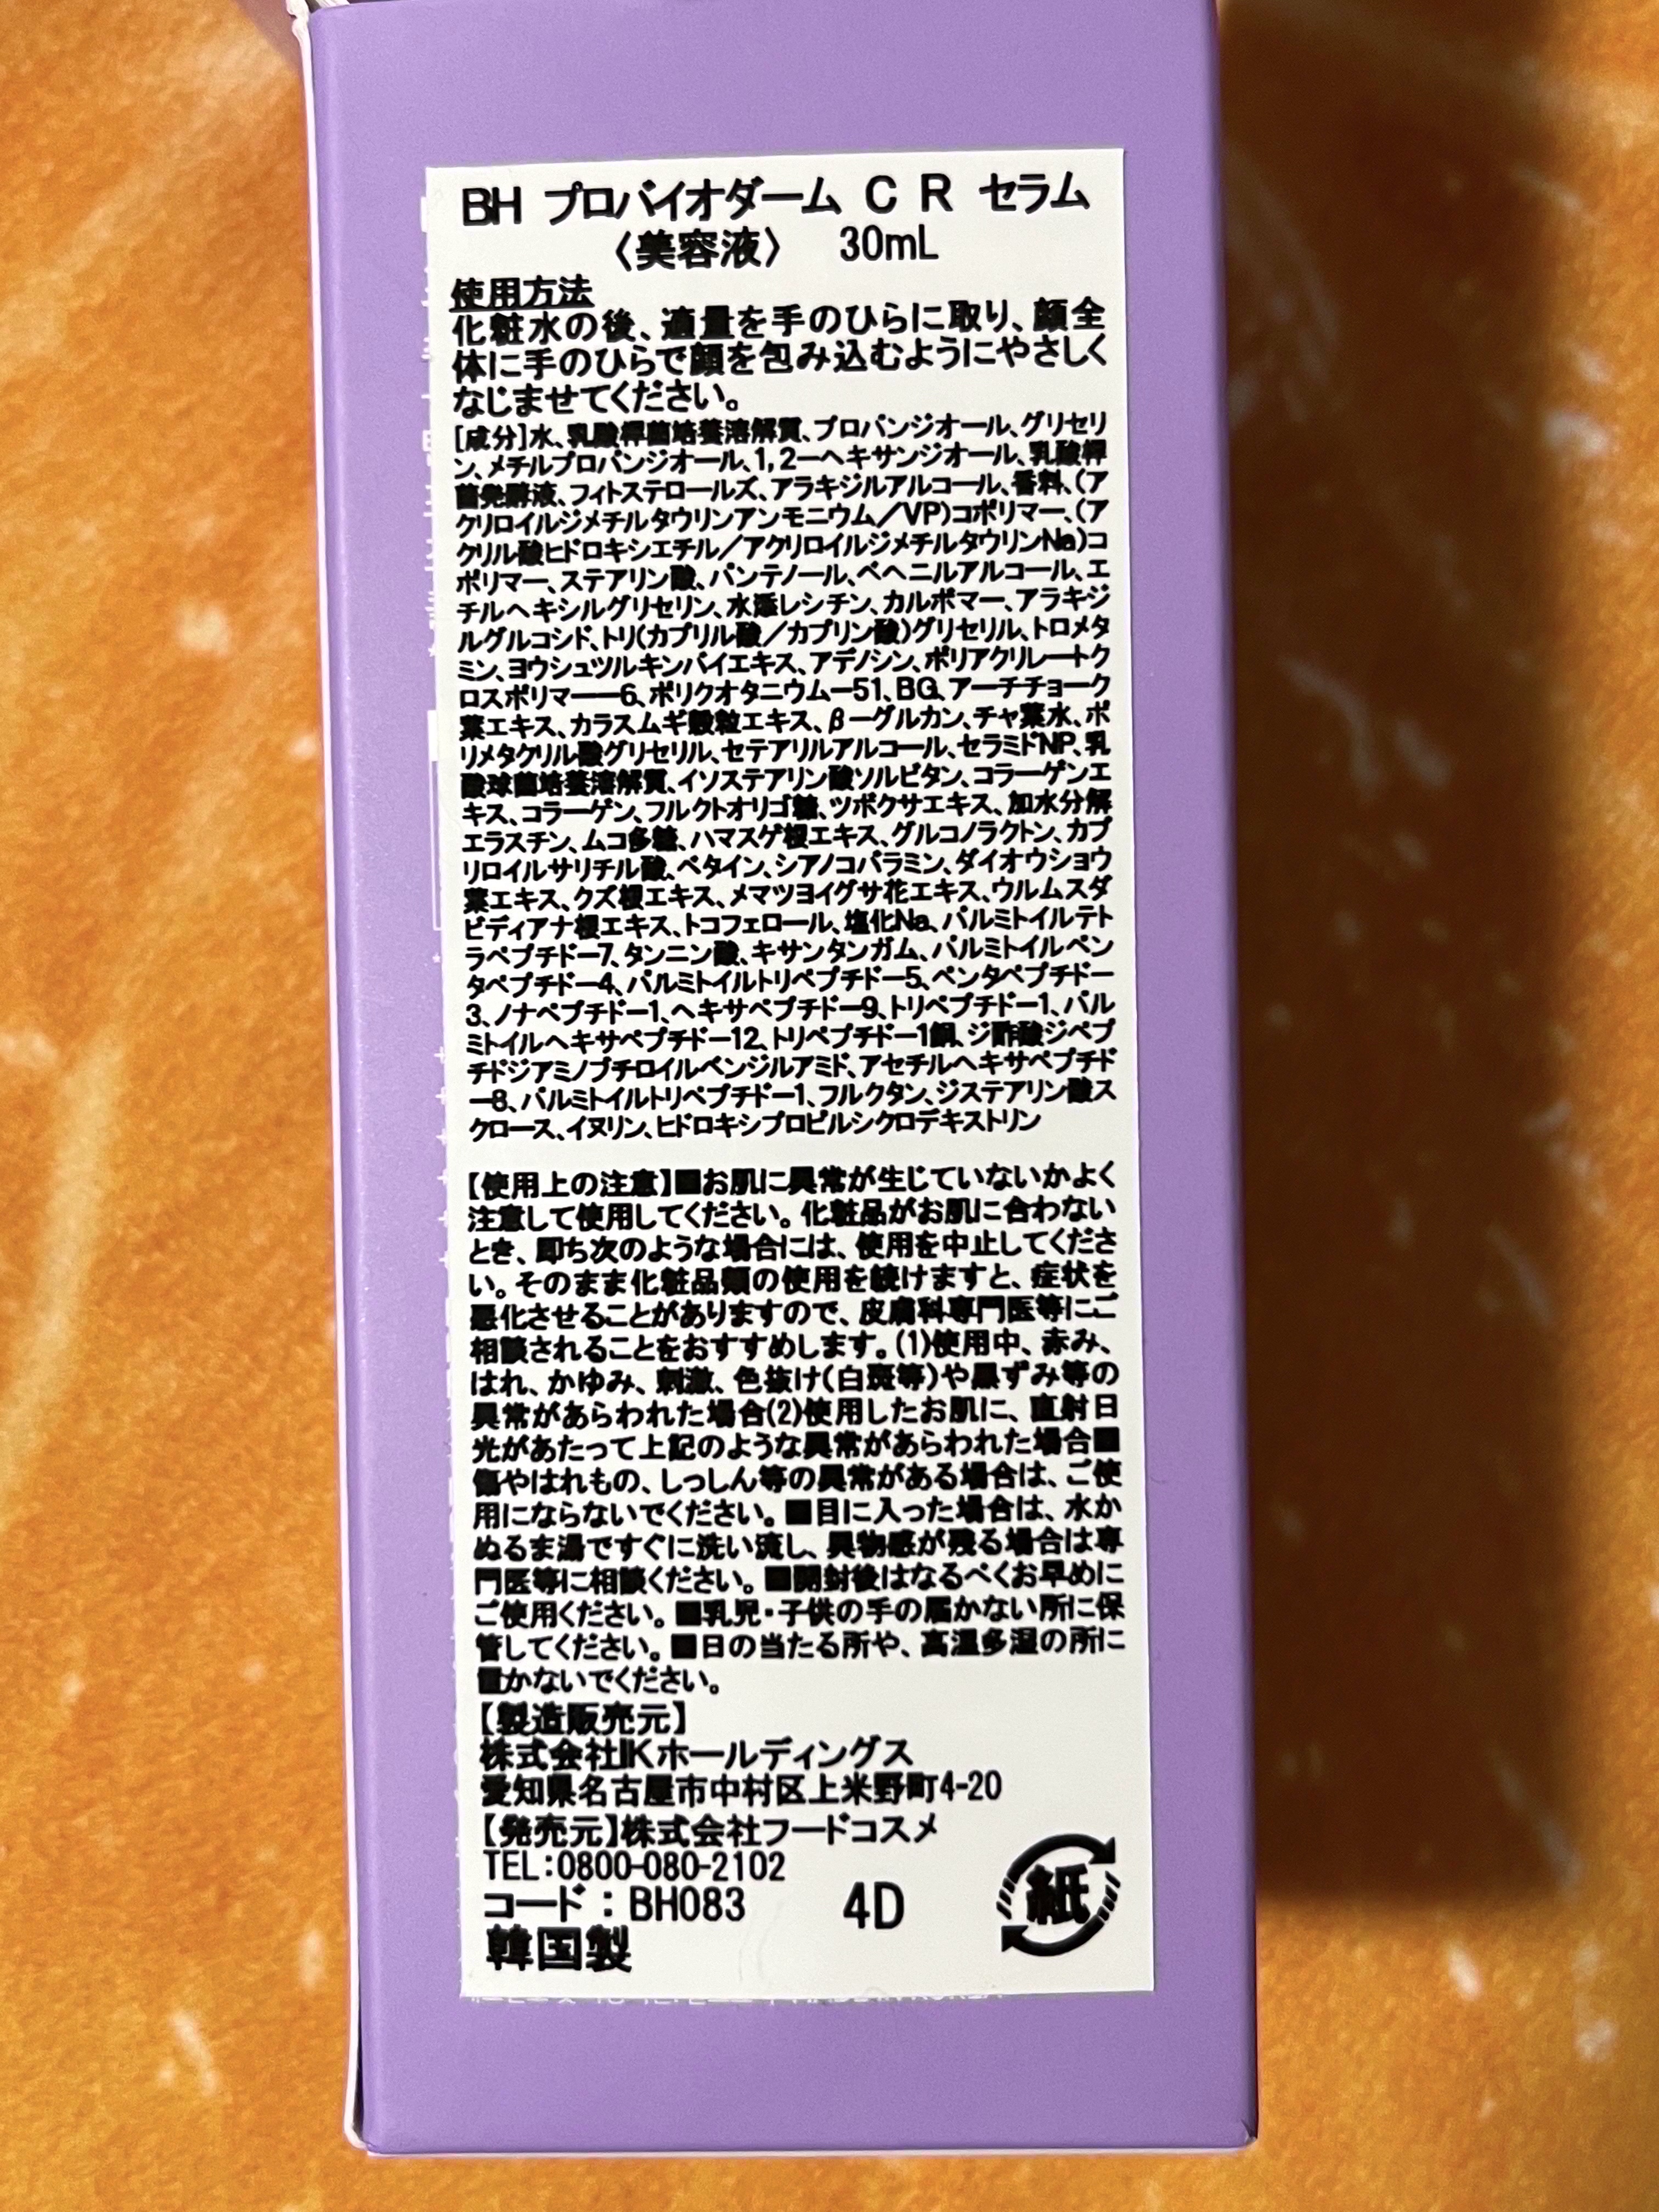 BH プロバイオダーム C R セラム
〈美容液〉 30mL
使用方法
化粧水の後、適量を手のひらに取り、顔全
体に手のひらで顔を包み込むようにやさしく
なじませてください。
[成分]水、乳酸桿菌培養溶解質、プロパンジオール、グリセリ
ン、メチルプロパンジオール、1,2ーヘキサンジオール、乳酸桿
菌発酵液、フィトステロールズ、アラキジルアルコール、香料、(ア
クリロイルジメチルタウリンアンモニウム／VP)コポリマー、(ア
クリル酸ヒドロキシエチル／アクリロイルジメチルタウリンNa)コ
ポリマー、ステアリン酸、パンテノール、ベヘニルアルコール、エ
チルヘキシルグリセリン、水添レシチン、カルボマー、アラキジ
ルグルコシド、トリ(カプリル酸／カプリン酸)グリセリル、トロメタ
ミン、ヨウシュツルキンバイエキス、アデノシン、ポリアクリレートク
ロスポリマーー6、ポリクオタニウムー51、BG、アーチチョーク
葉エキス、カラスムギ穀粒エキス、βーグルカン、チャ葉水、ポ
リメタクリル酸グリセリル、セテアリルアルコール、セラミドNP、乳
酸球菌培養溶解質、イソステアリン酸ソルビタン、コラーゲンエ
キス、コラーゲン、フルクトオリゴ糖、ツボクサエキス、加水分解
エラスチン、ムコ多糖、ハマスゲ根エキス、グルコノラクトン、カプ
リロイルサリチル酸、ベタイン、シアノコバラミン、ダイオウショウ
葉エキス、クズ根エキス、メマツヨイグサ花エキス、ウルムスダ
ビディアナ根エキス、トコフェロール、塩化Na、パルミトイルテト
ラペプチドー7、タンニン酸、キサンタンガム、パルミトイルペン
タペプチドー4、パルミトイルトリペプチドー5、ペンタペプチドー
3、ノナペプチドー1、ヘキサペプチドー9、トリペプチドー1、パル
ミトイルヘキサペプチドー12、トリペプチドー1銅、ジ酢酸ジペプ
チドジアミノブチロイルベンジルアミド、アセチルヘキサペプチド
ー8、パルミトイルトリペプチドー1、フルクタン、ジステアリン酸ス
クロース、イヌリン、ヒドロキシプロピルシクロデキストリン
【使用上の注意】■お肌に異常が生じていないかよく
注意して使用してください。化粧品がお肌に合わない
とき、即ち次のような場合には、使用を中止してくださ
い。そのまま化粧品類の使用を続けますと、症状を
悪化させることがありますので、皮膚科専門医等にご
相談されることをおすすめします。(1)使用中、赤み、
はれ、かゆみ、刺激、色抜け(白斑等)や黒ずみ等の
異常があらわれた場合(2)使用したお肌に、直射日
光があたって上記のような異常があらわれた場合■
傷やはれもの、しっしん等の異常がある場合は、ご使
用にならないでください。■目に入った場合は、水か
ぬるま湯ですぐに洗い流し、異物感が残る場合は専
門医等に相談ください。■開封後はなるべくお早めに
ご使用ください。■乳児・子供の手の届かない所に保
管してください。■日の当たる所や、高温多湿の所に
置かないでください。
【製造販売元】
株式会社IKホールディングス
愛知県名古屋市中村区上米野町4-20
【発売元】株式会社フードコスメ
TEL:0800-080-2102
コード：BH083 4D
紙
韓国製